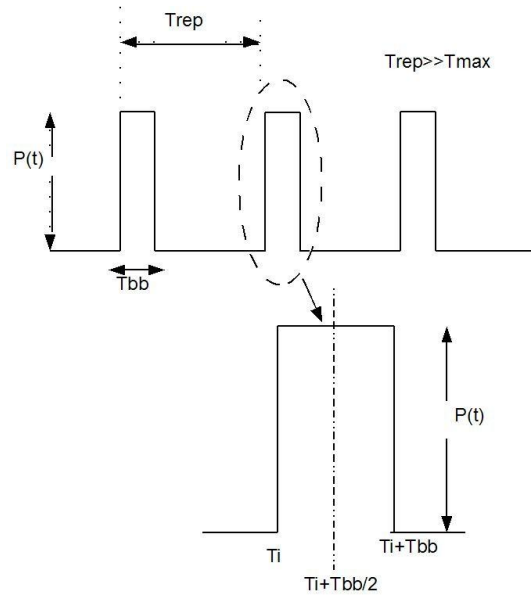 Trep
Trep>>Tmax
P(t)
Tbb
P(t)
Ti
Ti+Tbb
Ti+Tbb/2